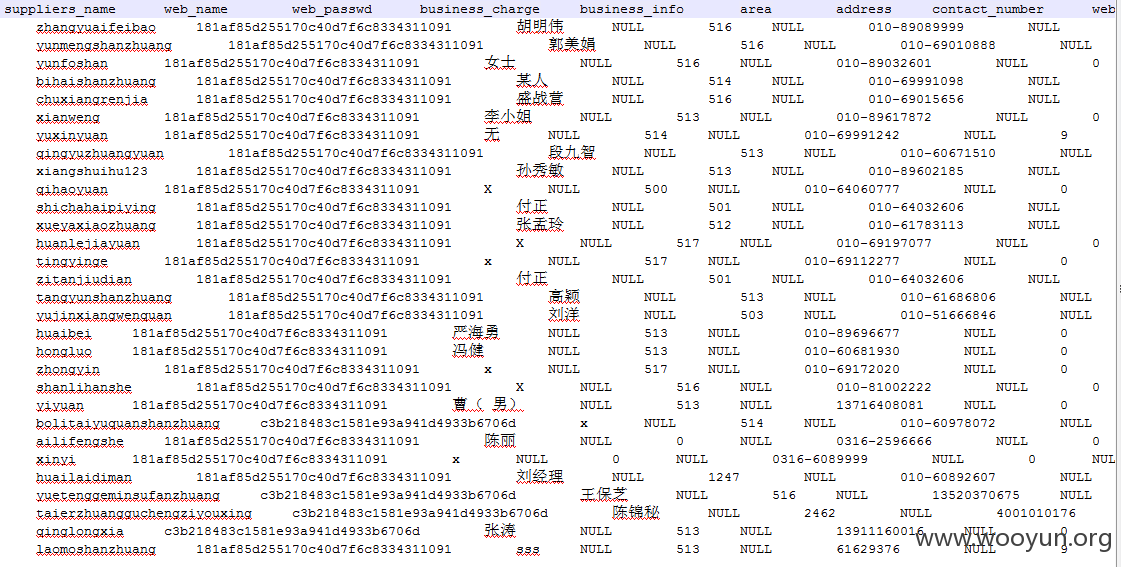 suppliers_name web_name web_passwd business_charge business_info area address contact_number web
zhangyuaifeibao 181af85d255170c40d7f6c8334311091 胡明伟 NULL 516 NULL 010-89089999 NULL
yunmengshanzhuang 181af85d255170c40d7f6c8334311091 郭美娟 NULL 516 NULL 010-69010888 NULL
yunfoshan 181af85d255170c40d7f6c8334311091 女士 NULL 516 NULL 010-89032601 NULL 0
bihaishanzhuang 181af85d255170c40d7f6c8334311091 某人 NULL 514 NULL 010-69991098 NULL 0
chuxiangrenjia 181af85d255170c40d7f6c8334311091 盛战营 NULL 516 NULL 010-69015656 NULL 0
xianweng 181af85d255170c40d7f6c8334311091 李小姐 NULL 513 NULL 010-89617872 NULL 0
yuxinyuan 181af85d255170c40d7f6c8334311091 无 NULL 514 NULL 010-69991242 NULL 9
qingyuzhuangyuan 181af85d255170c40d7f6c8334311091 段九智 NULL 513 NULL 010-60671510 NULL
xiangshuihu123 181af85d255170c40d7f6c8334311091 孙秀敏 NULL 513 NULL 010-89602185 NULL 0
qihaoyuan 181af85d255170c40d7f6c8334311091 X NULL 500 NULL 010-64060777 NULL 0
shichahaipiying 181af85d255170c40d7f6c8334311091 付正 NULL 501 NULL 010-64032606 NULL 0
xueyaxiaozhuang 181af85d255170c40d7f6c8334311091 张孟玲 NULL 512 NULL 010-61783113 NULL 0
huanlejiayuan 181af85d255170c40d7f6c8334311091 X NULL 517 NULL 010-69197077 NULL 0
tingyinge 181af85d255170c40d7f6c8334311091 x NULL 517 NULL 010-69112277 NULL 0
zitanjiudian 181af85d255170c40d7f6c8334311091 付正 NULL 501 NULL 010-64032606 NULL 0
tangyunshanzhuang 181af85d255170c40d7f6c8334311091 高颖 NULL 513 NULL 010-61686806 NULL
yujinxiangwenquan 181af85d255170c40d7f6c8334311091 刘洋 NULL 503 NULL 010-51666846 NULL
huaibei 181af85d255170c40d7f6c8334311091 严海勇 NULL 513 NULL 010-89696677 NULL 0
hongluo 181af85d255170c40d7f6c8334311091 冯健 NULL 513 NULL 010-60681930 NULL 0
zhongyin 181af85d255170c40d7f6c8334311091 x NULL 517 NULL 010-69172020 NULL 0
shanlihanshe 181af85d255170c40d7f6c8334311091 X NULL 516 NULL 010-81002222 NULL 0
yiyuan 181af85d255170c40d7f6c8334311091 曹（ 男） NULL 513 NULL 13716408081 NULL 0
bolitaiyuquanshanzhuang c3b218483c1581e93a941d4933b6706d x NULL 514 NULL 010-60978072 NULL
ailifengshe 181af85d255170c40d7f6c8334311091 陈丽 NULL 0 NULL 0316-2596666 NULL 0
xinyi 181af85d255170c40d7f6c8334311091 x NULL 0 NULL 0316-6089999 NULL 0 NUL
huailaidiman 181af85d255170c40d7f6c8334311091 刘经理 NULL 1247 NULL 010-60892607 NULL 0
yuetenggeminsufanzhuang c3b218483c1581e93a941d4933b6706d 王保芝 NULL 516 NULL 13520370675 NULL 0
taierzhuangguchengziyouxing c3b218483c1581e93a941d4933b6706d 陈锦秘 NULL 2462 NULL 4001010176
qinglongxia c3b218483c1581e93a941d4933b6706d 张涛 NULL 513 NULL 13911160016 NULL 0
laomoshanzhuang 181af85d255170c40d7f6c8334311091 sss NULL 513 NULL 61629376 NULL 9
www.wooyun.org